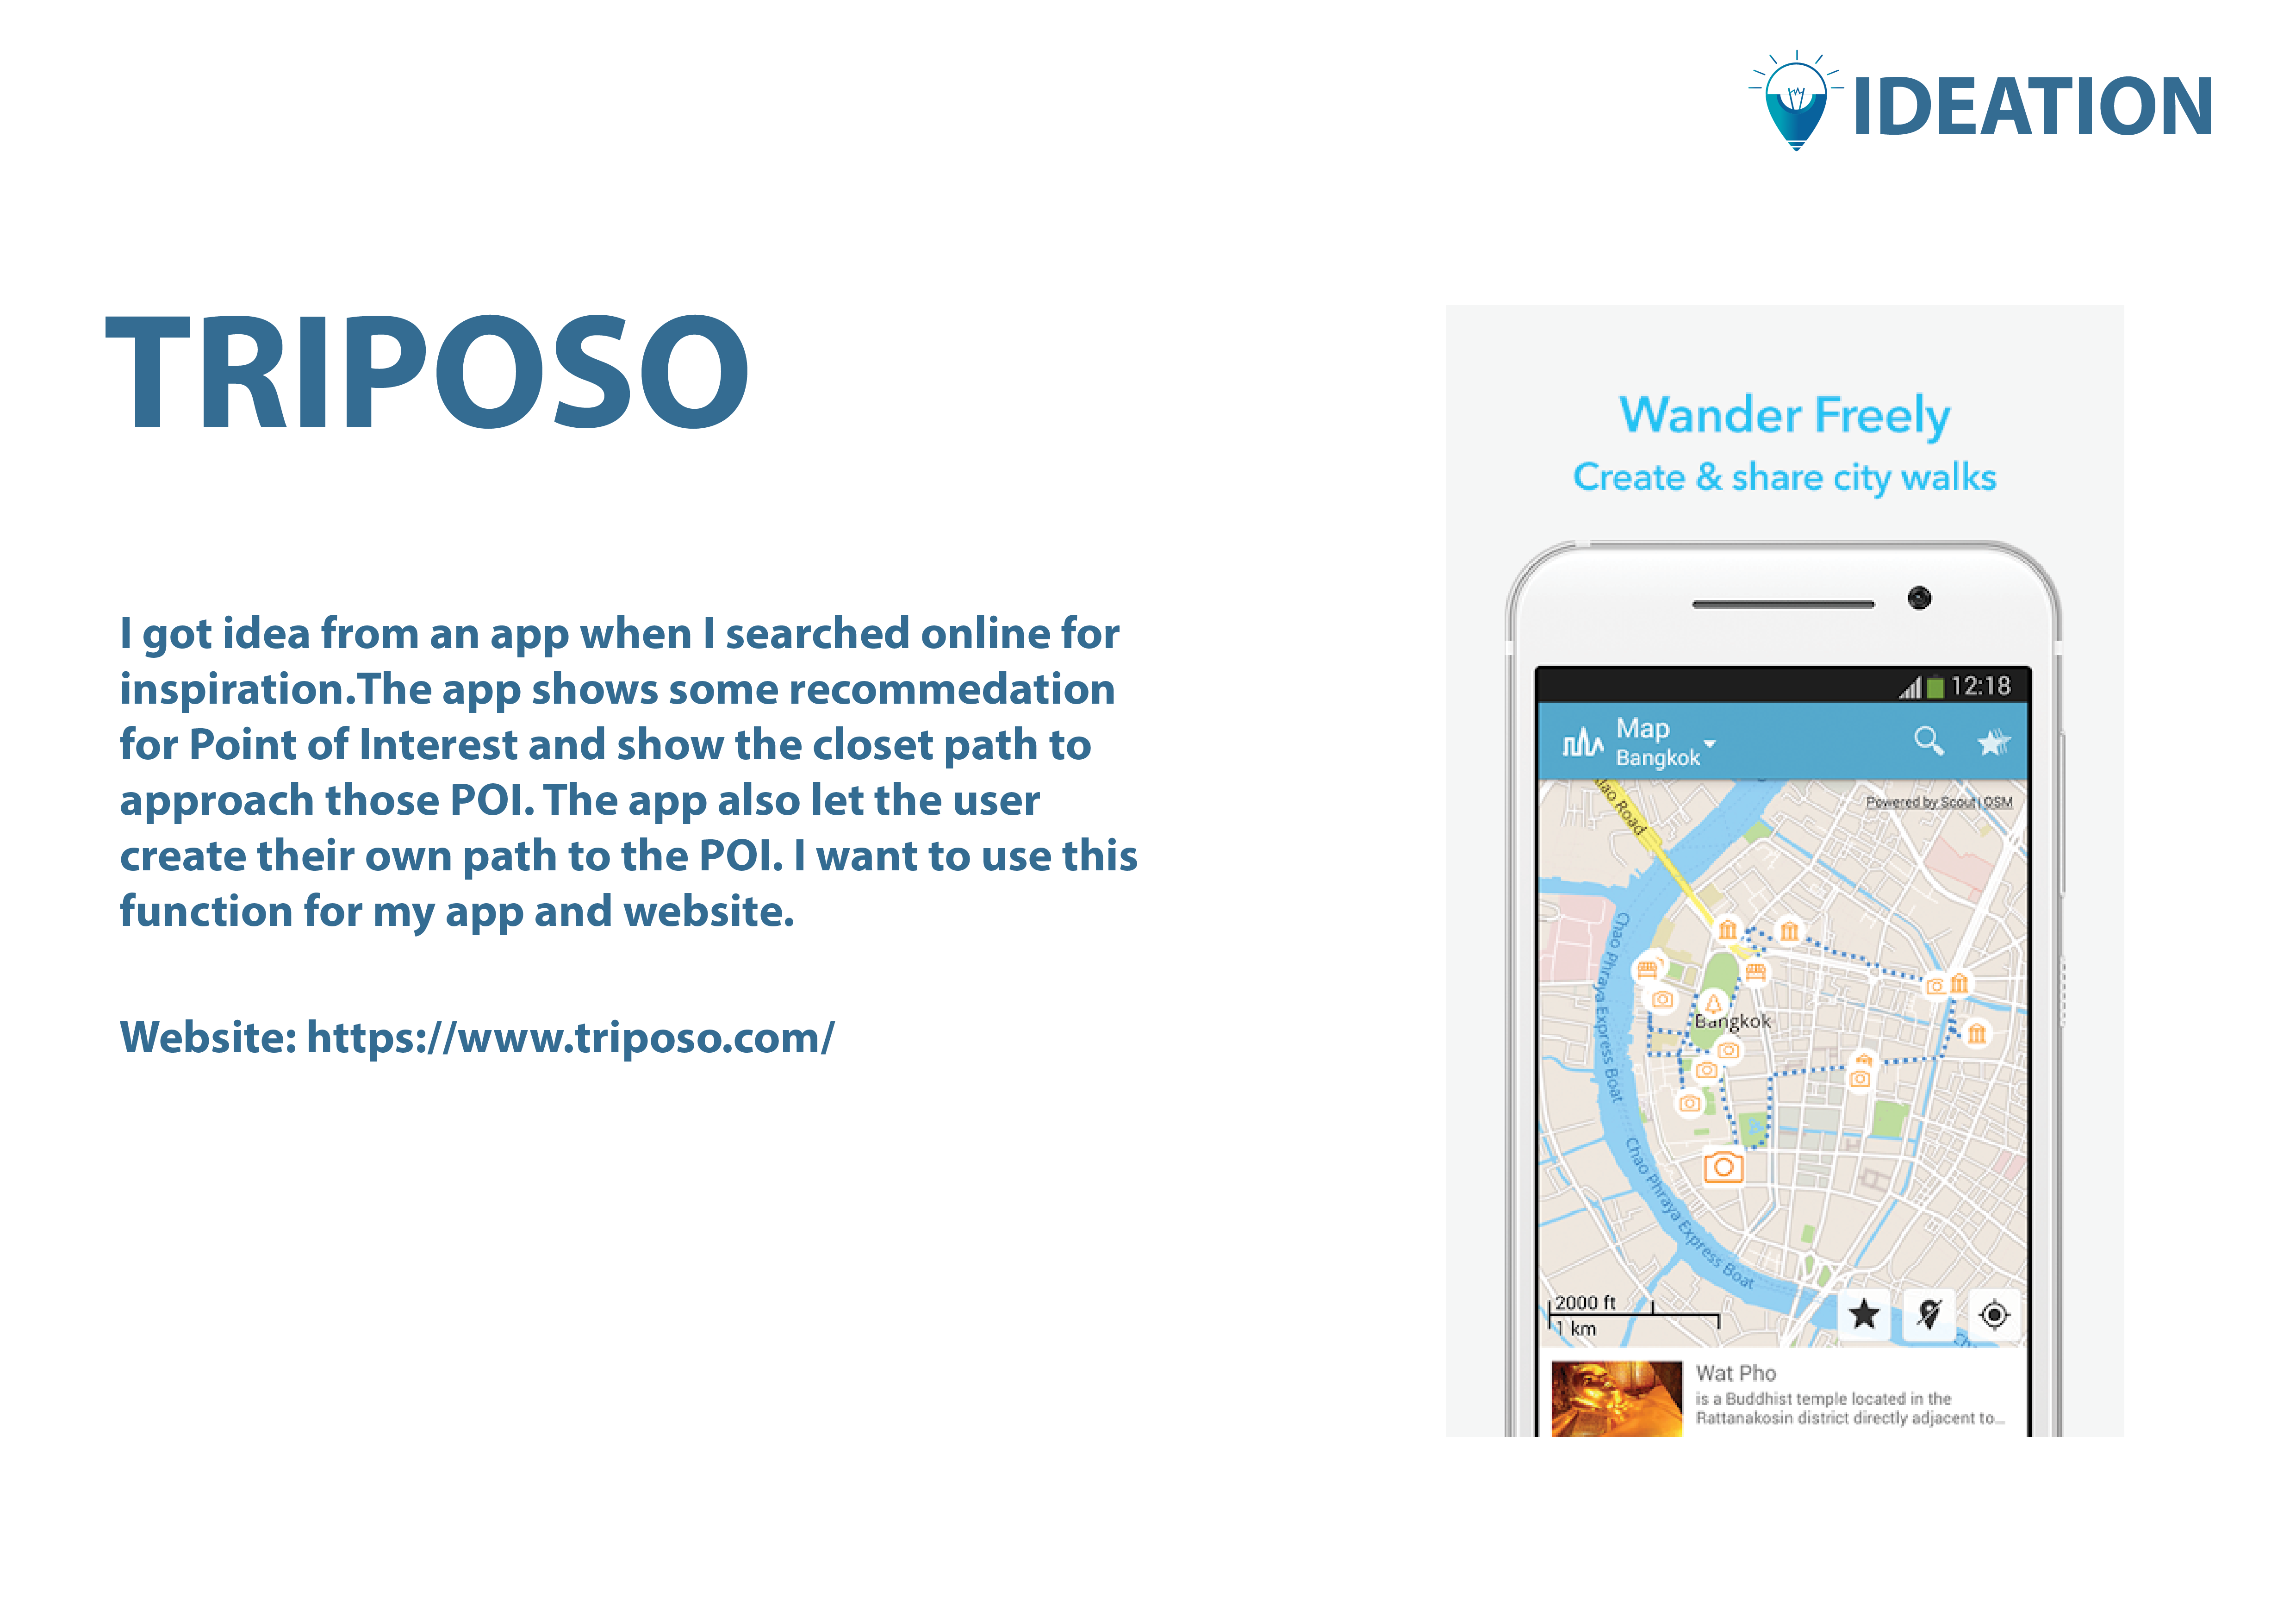 IDEATION
TRIPOSO
I got idea from an app when I searched online for
inspiration.The app shows some recommedation
for Point of Interest and show the closet path to
approach those POI. The app also let the user
create their own path to the POI. I want to use this
function for my app and website.
Website: https://www.triposo.com/
Wander Freely
Create & share city walks
12:18
Map
Bangkok
Powered by Scout | OSM
Road
Chao Phraya Express Boat
Bangkok
Chao Phraya Express Boat
2000 ft
1 km
Wat Pho
is a Buddhist temple located in the
Rattanakosin district directly adjacent to...